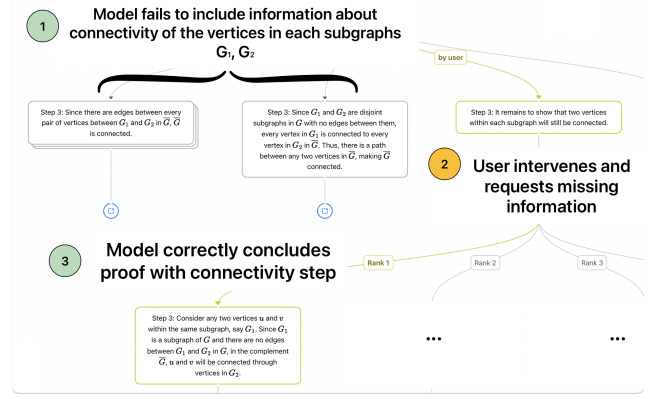 1
Model fails to include information about
connectivity of the vertices in each subgraphs
G₁, G₂
by user
Step 3: Since there are edges between every
pair of vertices between G₁ and G₂ in G̅, G̅
is connected.
Step 3: Since G₁ and G₂ are disjoint
subgraphs in G with no edges between them,
every vertex in G₁ is connected to every
vertex in G₂ in G̅. Thus, there is a path
between any two vertices in G̅, making G̅
connected.
Step 3: It remains to show that two vertices
within each subgraph will still be connected.
2
User intervenes and
requests missing
information
3
Model correctly concludes
proof with connectivity step
Rank 1
Rank 2
Rank 3
Step 3: Consider any two vertices u and v
within the same subgraph, say G₁. Since G₁
is a subgraph of G and there are no edges
between G₁ and G₂ in G, in the complement
G̅, u and v will be connected through
vertices in G₂.
...
...